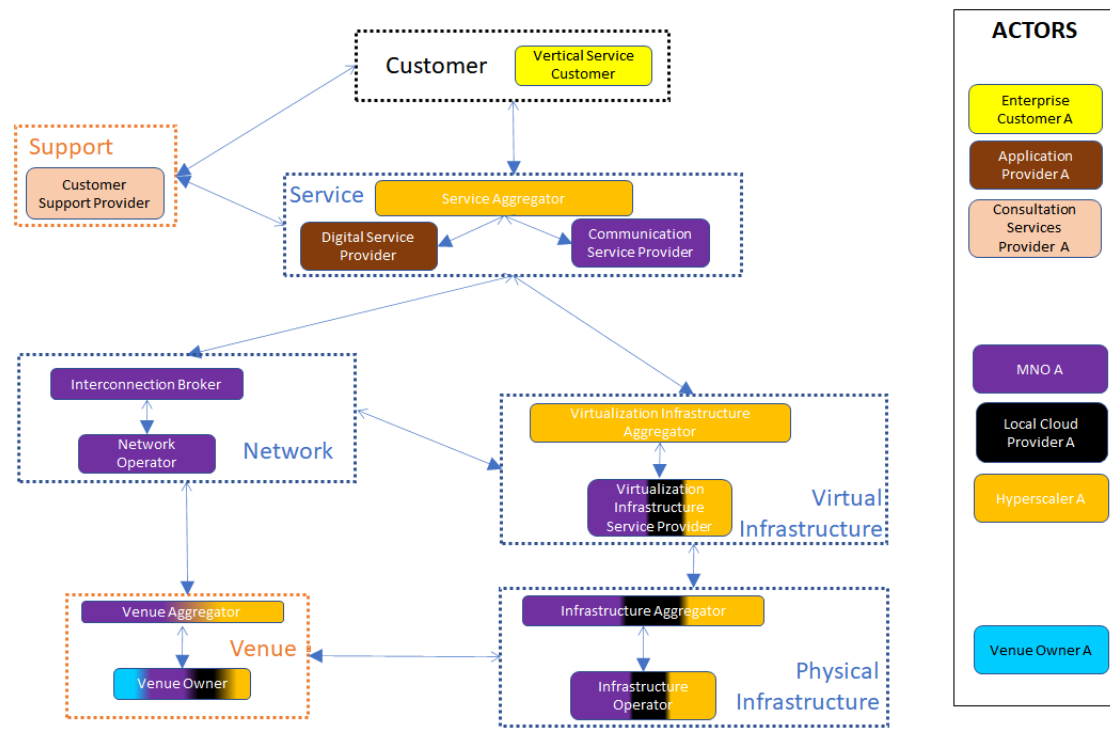 Customer
Vertical Service
Customer
Support
Customer
Support Provider
Service
Service Aggregator
Digital Service
Provider
Communication
Service Provider
Interconnection Broker
Network
Operator
Network
Virtualization Infrastructure
Aggregator
Virtualization
Infrastructure
Service Provider
Virtual
Infrastructure
Venue Aggregator
Venue
Venue Owner
Infrastructure Aggregator
Infrastructure
Operator
Physical
Infrastructure
ACTORS
Enterprise
Customer A
Application
Provider A
Consultation
Services
Provider A
MNO A
Local Cloud
Provider A
Hyperscaler A
Venue Owner A